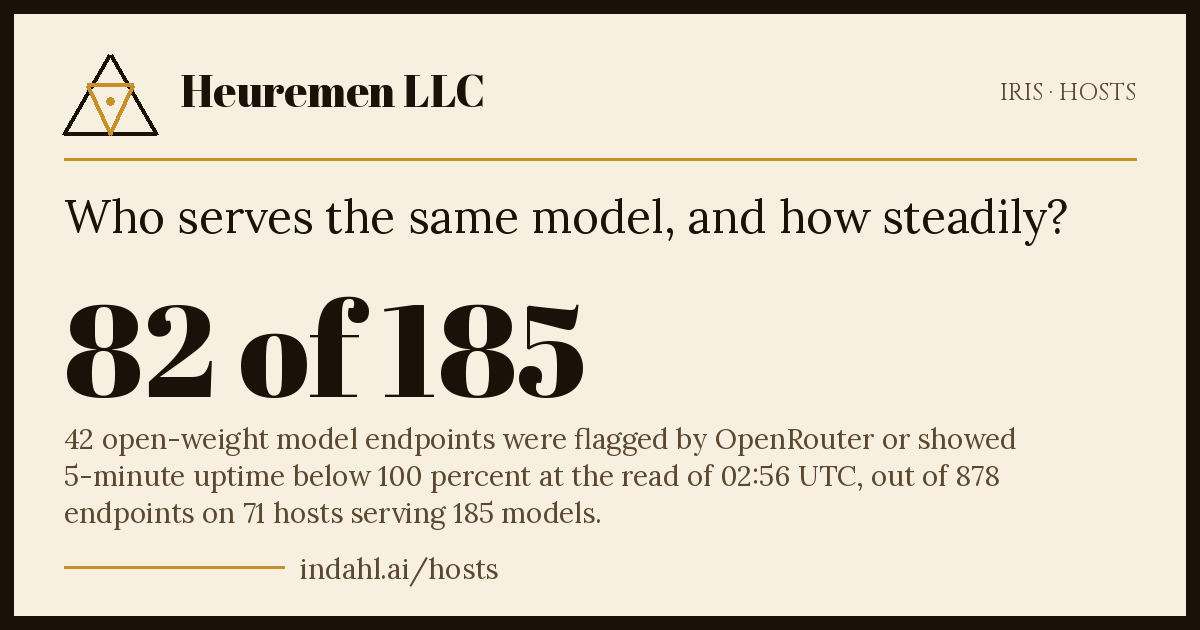 Heuremen LLC
IRIS · HOSTS
Who serves the same model, and how steadily?
82 of 185
42 open-weight model endpoints were flagged by OpenRouter or showed
5-minute uptime below 100 percent at the read of 02:56 UTC, out of 878
endpoints on 71 hosts serving 185 models.
indahl.ai/hosts